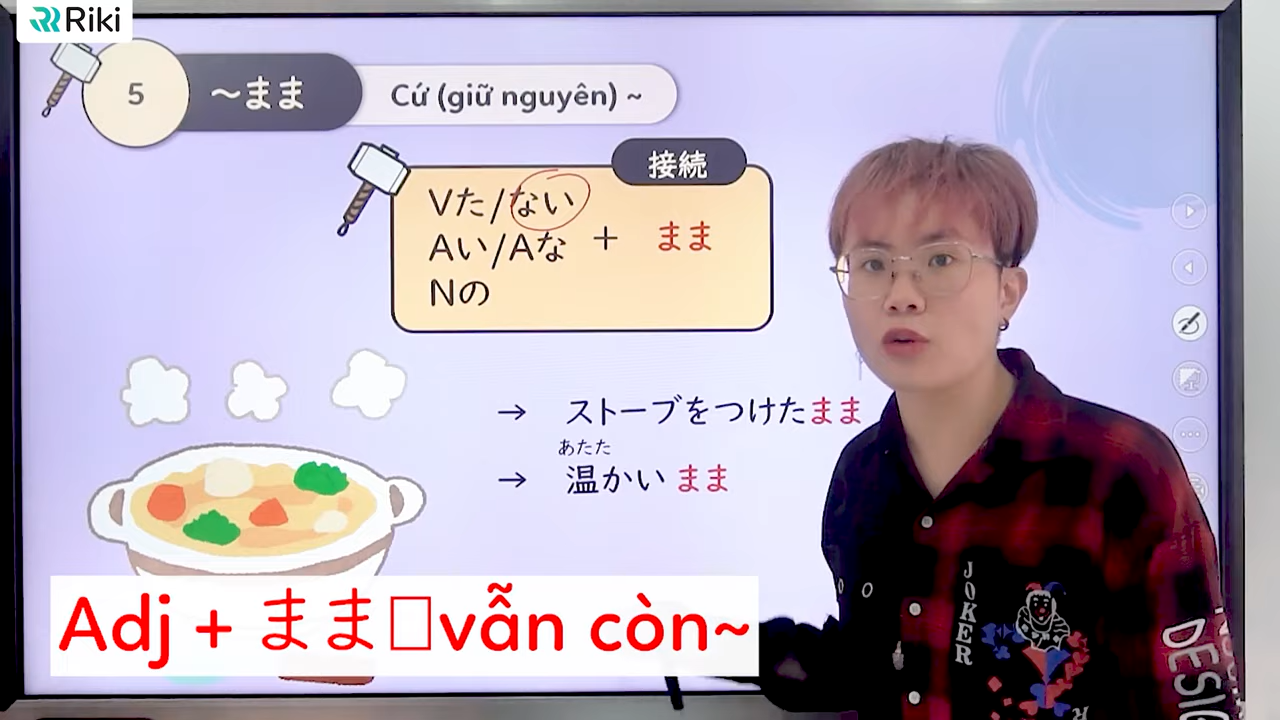 Riki
5
～まま
Cứ (giữ nguyên) ~
接続
Vた/ない
Aい/Aな
Nの
+ まま
→ ストーブをつけたまま
あたた
→ 温かい まま
Adj + まま□vẫn còn~
JOKER
DESIG